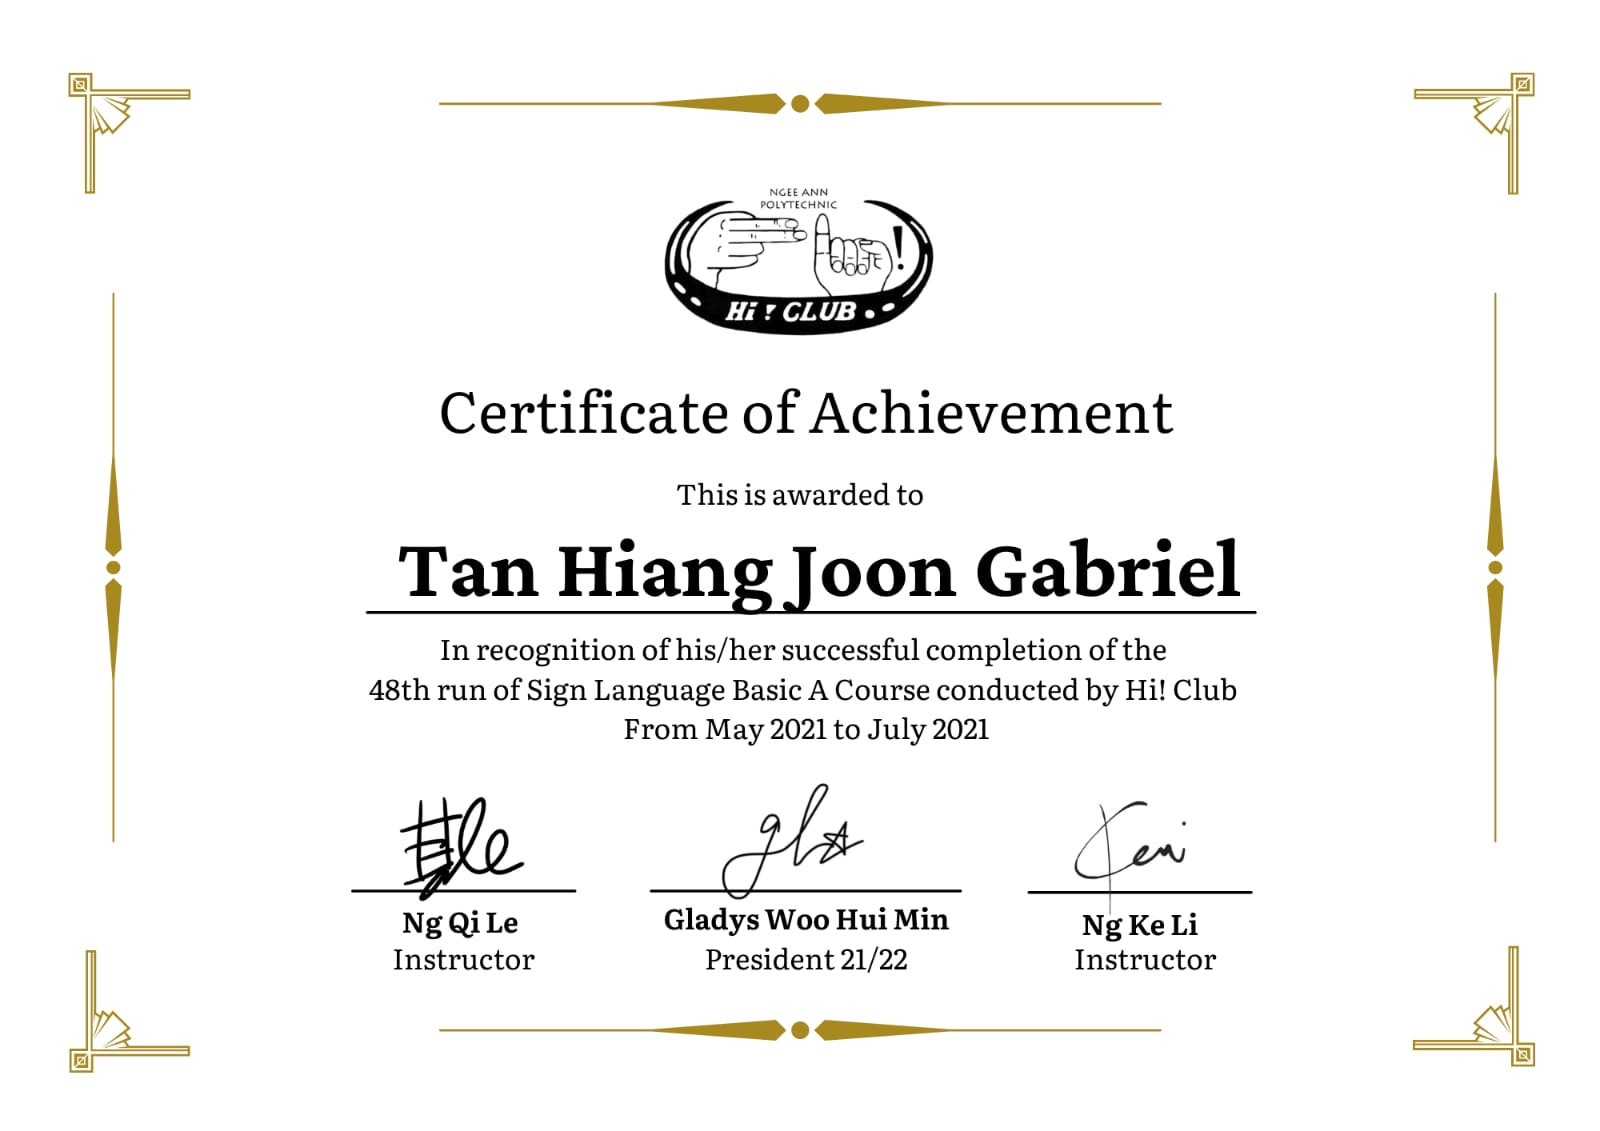 NGEE ANN
POLYTECHNIC
!
Hi ! CLUB
Certificate of Achievement
This is awarded to
Tan Hiang Joon Gabriel
In recognition of his/her successful completion of the
48th run of Sign Language Basic A Course conducted by Hi! Club
From May 2021 to July 2021
Ng Qi Le
Instructor
Gladys Woo Hui Min
President 21/22
Ng Ke Li
Instructor